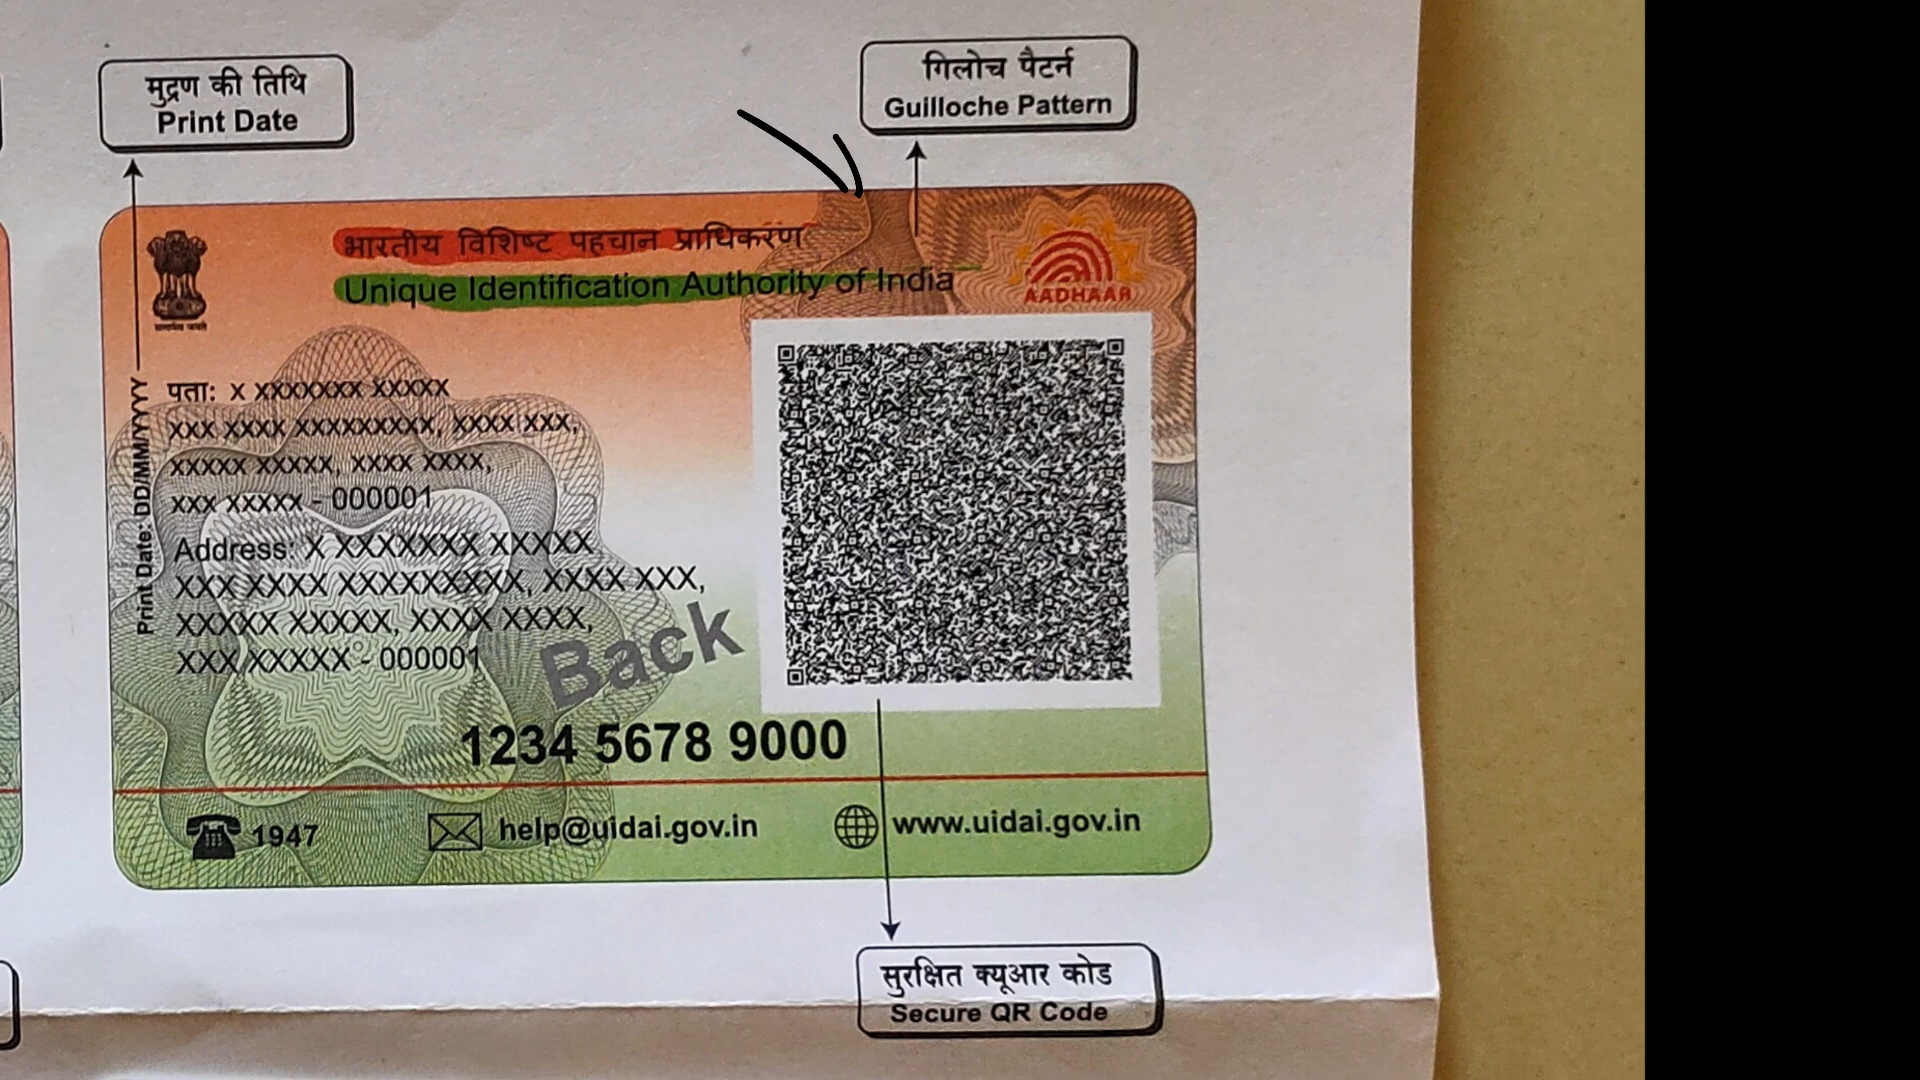 मुद्रण की तिथि
Print Date
गिलोच पैटर्न
Guilloche Pattern
भारतीय विशिष्ट पहचान प्राधिकरण
Unique Identification Authority of India
सत्यमेव जयते
AADHAAR
Print Date: DD/MM/YYYY
पता: X XXXXXXX XXXXX
XXX XXXX XXXXXXXXX, XXXX XXX,
XXXXX XXXXX, XXXX XXXX,
XXX XXXXX - 000001
Address: X XXXXXXX XXXXX
XXX XXXX XXXXXXXXX, XXXX XXX,
XXXXX XXXXX, XXXX XXXX,
XXX XXXXX - 000001
Back
1234 5678 9000
1947
help@uidai.gov.in
www.uidai.gov.in
सुरक्षित क्यूआर कोड
Secure QR Code